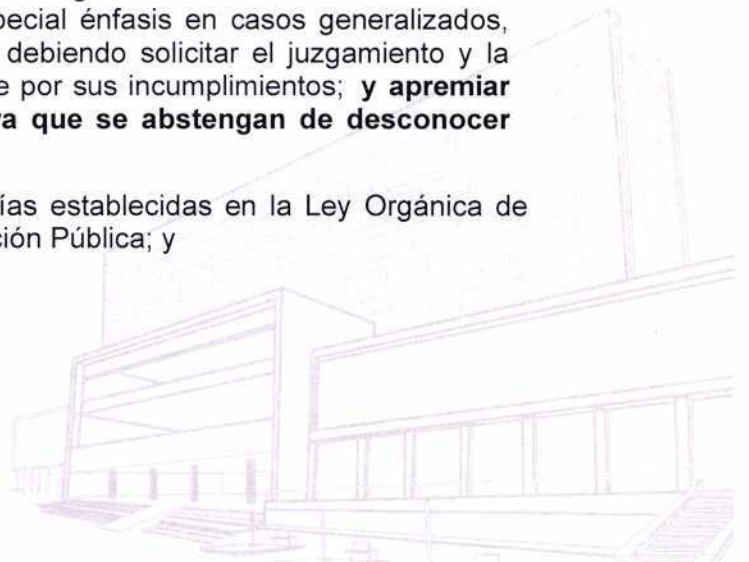 pecial énfasis en casos generalizados,
debiendo solicitar el juzgamiento y la
e por sus incumplimientos; y apremiar
a que se abstengan de desconocer
ías establecidas en la Ley Orgánica de
ción Pública; y